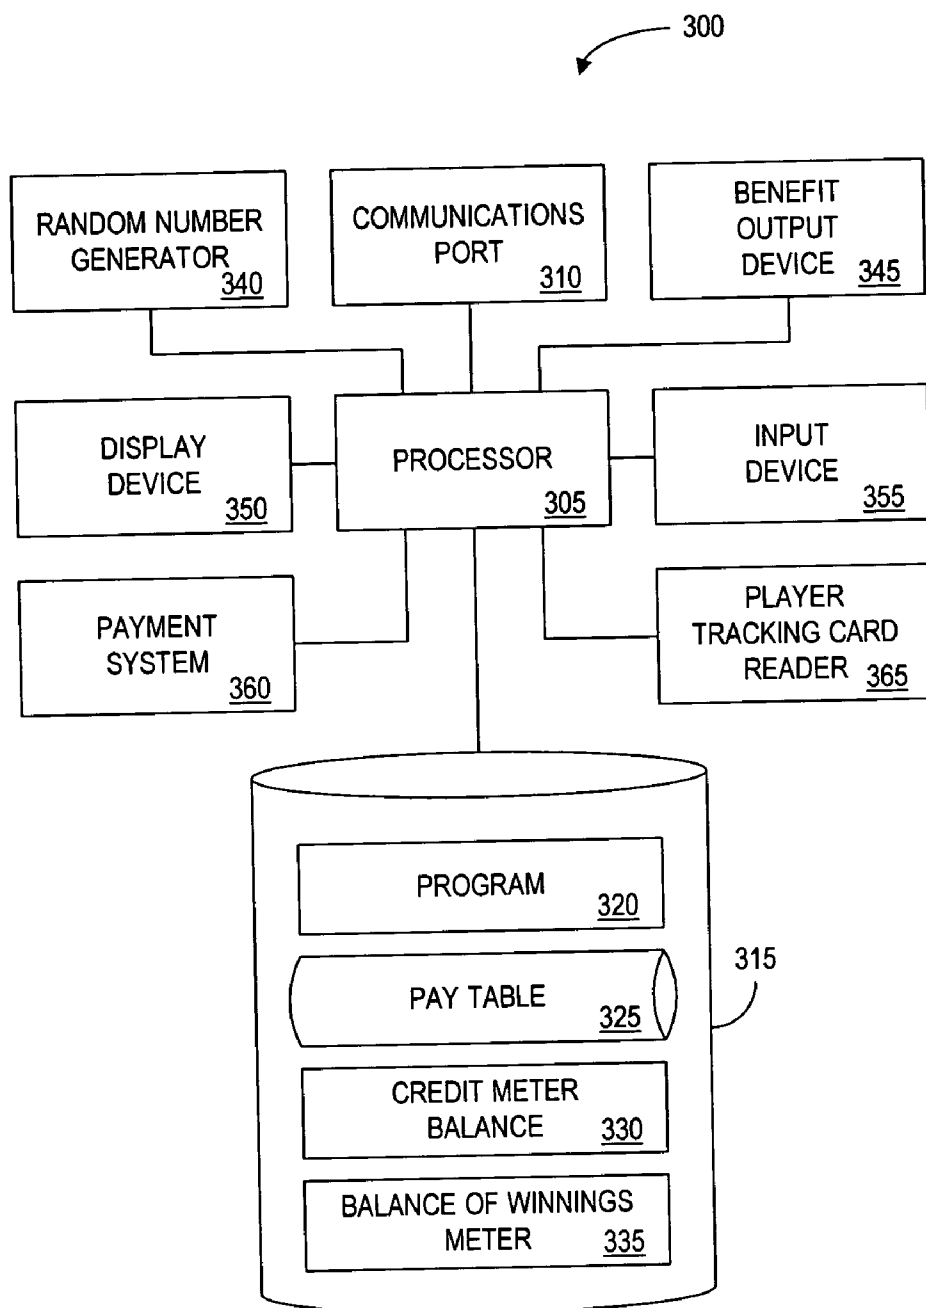 300
RANDOM NUMBER
GENERATOR
340
COMMUNICATIONS
PORT
310
BENEFIT
OUTPUT
DEVICE
345
DISPLAY
DEVICE
350
PROCESSOR
305
INPUT
DEVICE
355
PAYMENT
SYSTEM
360
PLAYER
TRACKING CARD
READER
365
PROGRAM
320
315
PAY TABLE
325
CREDIT METER
BALANCE
330
BALANCE OF WINNINGS
METER
335